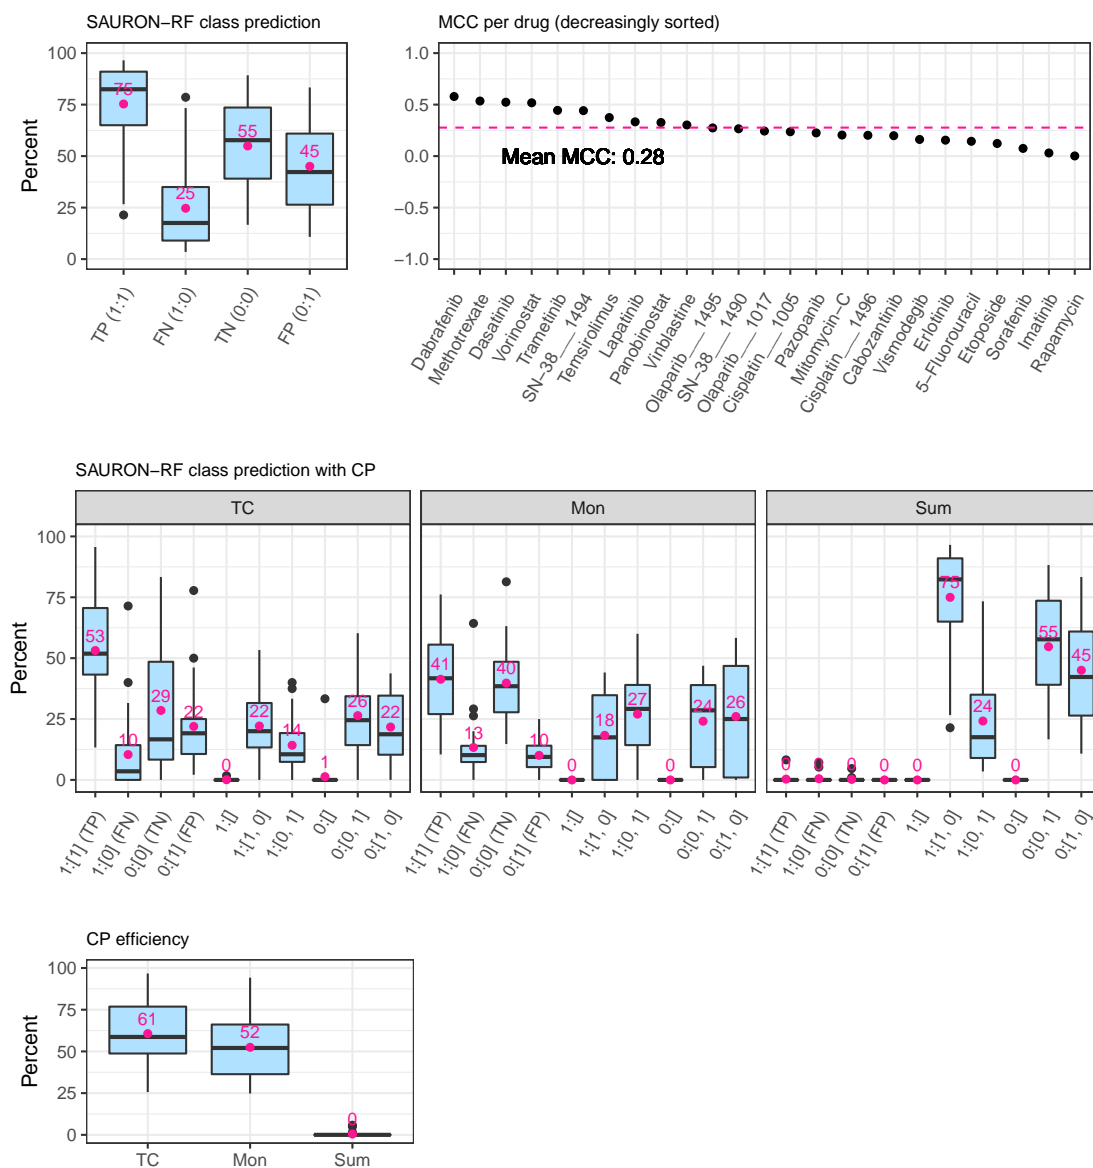 SAURON−RF class prediction
Percent
100
75
50
25
0
75
25
55
45
TP (1:1)
FN (1:0)
TN (0:0)
FP (0:1)
MCC per drug (decreasingly sorted)
1.0
0.5
0.0
−0.5
−1.0
Mean MCC: 0.28
Dabrafenib
Methotrexate
Dasatinib
Vorinostat
Trametinib
SN−38___1494
Temsirolimus
Lapatinib
Panobinostat
Vinblastine
Olaparib___1495
SN−38___1490
Olaparib___1017
Cisplatin___1005
Pazopanib
Mitomycin−C
Cisplatin___1496
Cabozantinib
Vismodegib
Erlotinib
5−Fluorouracil
Etoposide
Sorafenib
Imatinib
Rapamycin
SAURON−RF class prediction with CP
TC
Mon
Sum
Percent
100
75
50
25
0
53
10
29
22
0
22
14
1
26
22
41
13
40
10
0
18
27
0
24
26
0
0
0
0
0
75
24
0
55
45
1:[1] (TP)
1:[0] (FN)
0:[0] (TN)
0:[1] (FP)
1:[]
1:[1, 0]
1:[0, 1]
0:[]
0:[0, 1]
0:[1, 0]
1:[1] (TP)
1:[0] (FN)
0:[0] (TN)
0:[1] (FP)
1:[]
1:[1, 0]
1:[0, 1]
0:[]
0:[0, 1]
0:[1, 0]
1:[1] (TP)
1:[0] (FN)
0:[0] (TN)
0:[1] (FP)
1:[]
1:[1, 0]
1:[0, 1]
0:[]
0:[0, 1]
0:[1, 0]
CP efficiency
Percent
100
75
50
25
0
61
52
0
TC
Mon
Sum